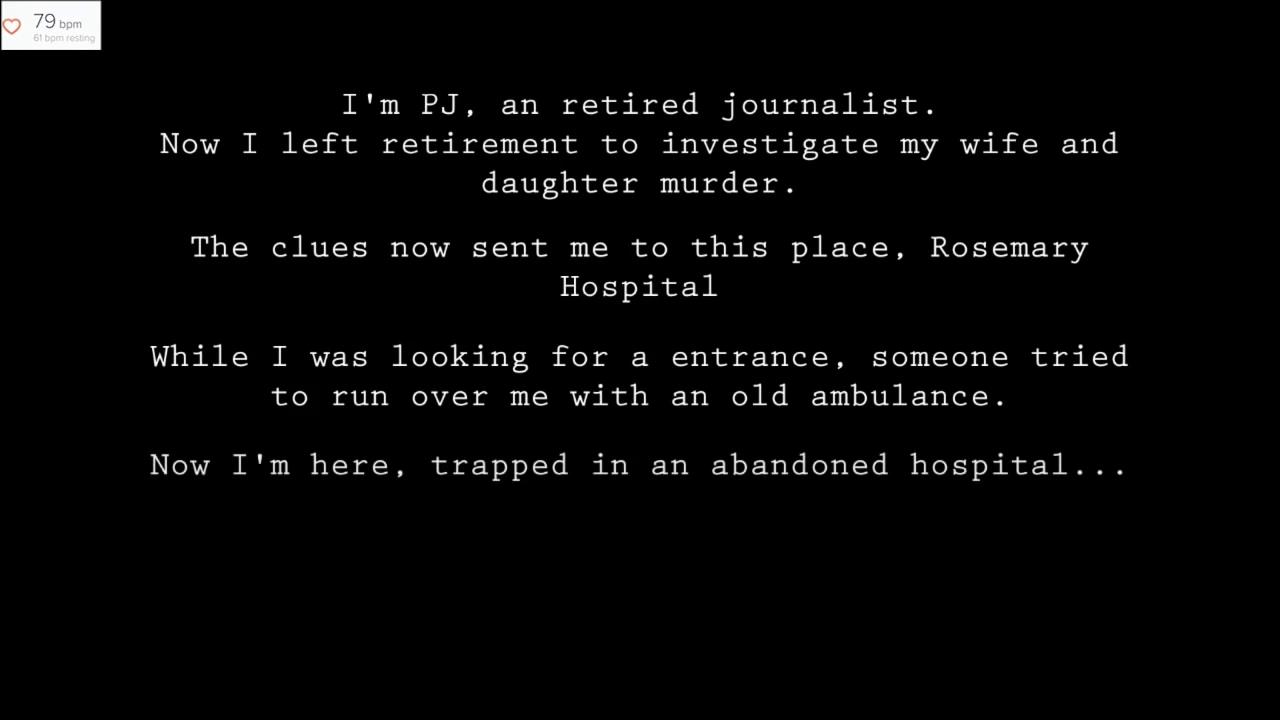 79 bpm
61 bpm resting
I'm PJ, an retired journalist.
Now I left retirement to investigate my wife and
daughter murder.
The clues now sent me to this place, Rosemary
Hospital
While I was looking for a entrance, someone tried
to run over me with an old ambulance.
Now I'm here, trapped in an abandoned hospital...